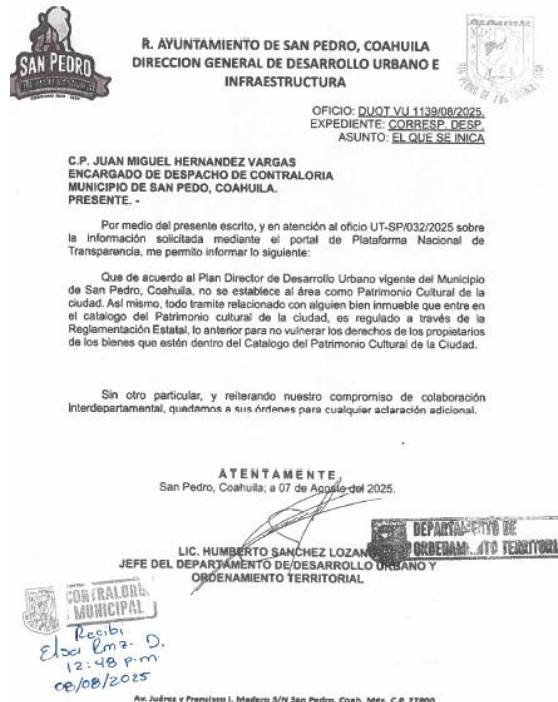 SAN PEDRO
R. AYUNTAMIENTO DE SAN PEDRO, COAHUILA
DIRECCION GENERAL DE DESARROLLO URBANO E
INFRAESTRUCTURA
OFICIO: DUOT VU 1139/08/2025.
EXPEDIENTE: CORRESP. DESP.
ASUNTO: EL QUE SE INICA
C.P. JUAN MIGUEL HERNANDEZ VARGAS
ENCARGADO DE DESPACHO DE CONTRALORIA
MUNICIPIO DE SAN PEDO, COAHUILA.
PRESENTE. -
Por medio del presente escrito, y en atención al oficio UT-SP/032/2025 sobre
la información solicitada mediante el portal de Plataforma Nacional de
Transparencia, me permito informar lo siguiente:
Que de acuerdo al Plan Director de Desarrollo Urbano vigente del Municipio
de San Pedro, Coahuila, no se establece al área como Patrimonio Cultural de la
ciudad. Así mismo, todo tramite relacionado con alguien bien inmueble que entre en
el catalogo del Patrimonio cultural de la ciudad, es regulado a través de la
Reglamentación Estatal, lo anterior para no vulnerar los derechos de los propietarios
de los bienes que estén dentro del Catalogo del Patrimonio Cultural de la Ciudad.
Sin otro particular, y reiterando nuestro compromiso de colaboración
Interdepartamental, quedamos a sus órdenes para cualquier aclaración adicional.
ATENTAMENTE
San Pedro, Coahuila; a 07 de Agosto del 2025.
DEPARTAMENTO DE
ORDENAMIENTO TERRITORIAL
LIC. HUMBERTO SANCHEZ LOZANO
JEFE DEL DEPARTAMENTO DE/DESARROLLO URBANO Y
ORDENAMIENTO TERRITORIAL
CONTRALORIA
MUNICIPAL
Recibi
Elsa Rmz. D.
12:48 p.m.
08/08/2025
Av. Juárez y Francisco I. Madero S/N San Pedro, Coah. Méx. C.P. 27800